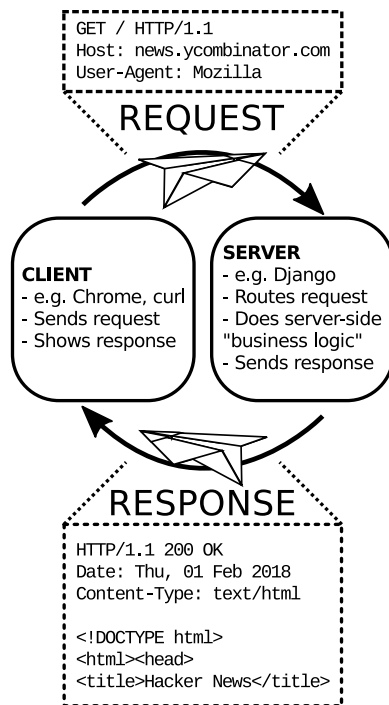 GET / HTTP/1.1
Host: news.ycombinator.com
User-Agent: Mozilla
REQUEST
CLIENT
- e.g. Chrome, curl
- Sends request
- Shows response
SERVER
- e.g. Django
- Routes request
- Does server-side
"business logic"
- Sends response
RESPONSE
HTTP/1.1 200 OK
Date: Thu, 01 Feb 2018
Content-Type: text/html
<!DOCTYPE html>
<html><head>
<title>Hacker News</title>